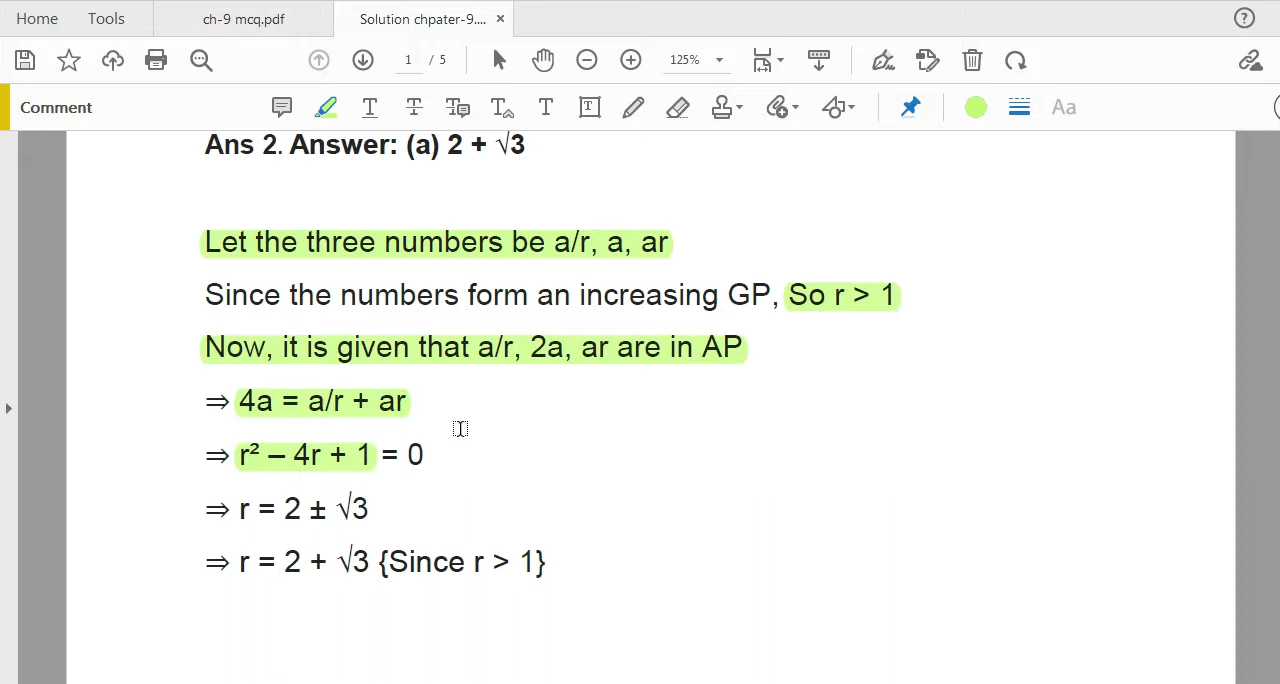 Home Tools ch-9 mcq.pdf Solution chpater-9.... ×
1 / 5 125%
Comment Aa
Ans 2. Answer: (a) 2 + √3
Let the three numbers be a/r, a, ar
Since the numbers form an increasing GP, So r > 1
Now, it is given that a/r, 2a, ar are in AP
⇒ 4a = a/r + ar
⇒ r² – 4r + 1 = 0
⇒ r = 2 ± √3
⇒ r = 2 + √3 {Since r > 1}